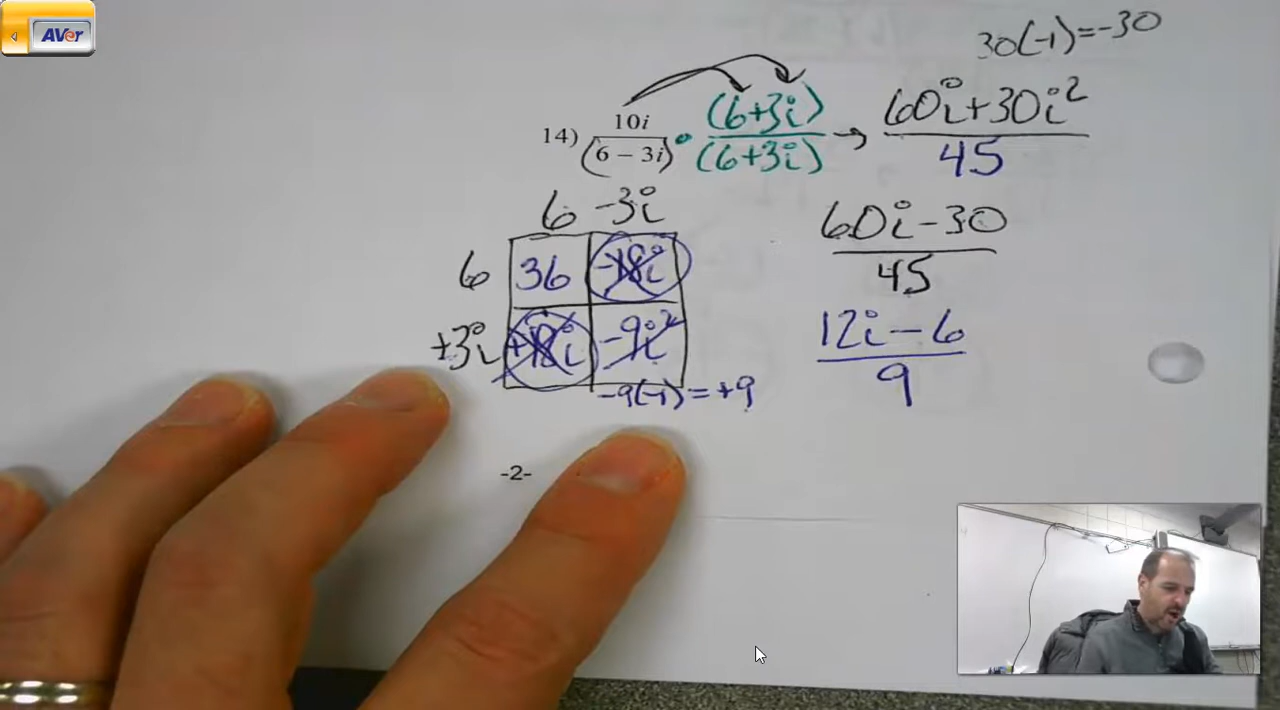 AVer
30(-1)=-30
14) 10i/(6 - 3i) • (6+3i)/(6+3i) → 60i+30i²/45
6 -3i
6 36 -18i
+3i +18i -9i²
-9(-1)=+9
60i-30/45
12i-6/9
-2-